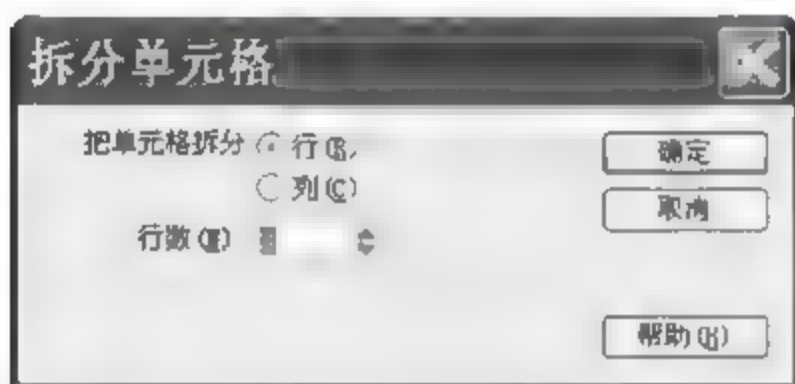 拆分单元格
把单元格拆分 行(R)
列(C)
行数(N)
确定
取消
帮助(H)